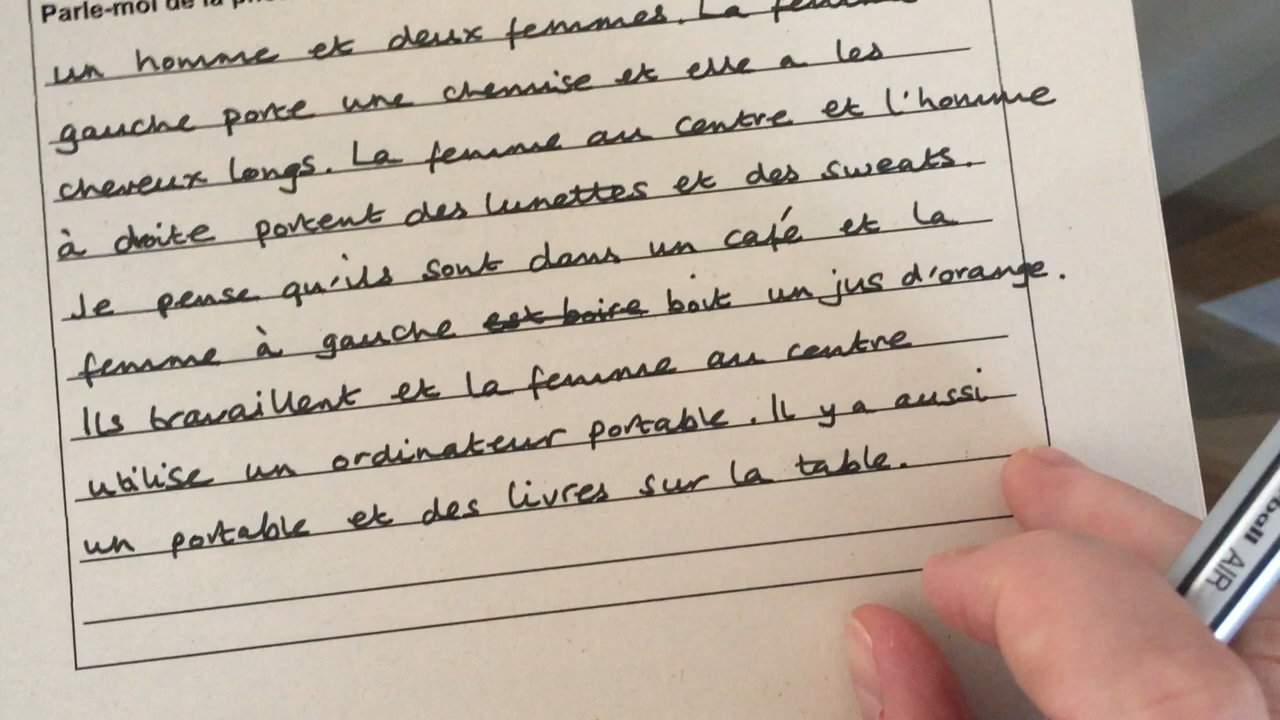 Parle-moi de la
un homme et deux femmes. La
gauche porte une chemise et elle a les
cheveux longs. La femme au centre et l'homme
à droite portent des lunettes et des sweats.
Je pense qu'ils sont dans un café et la
femme à gauche est boire boit un jus d'orange.
Ils travaillent et la femme au centre
utilise un ordinateur portable. Il y a aussi
un portable et des livres sur la table.
ball AIR